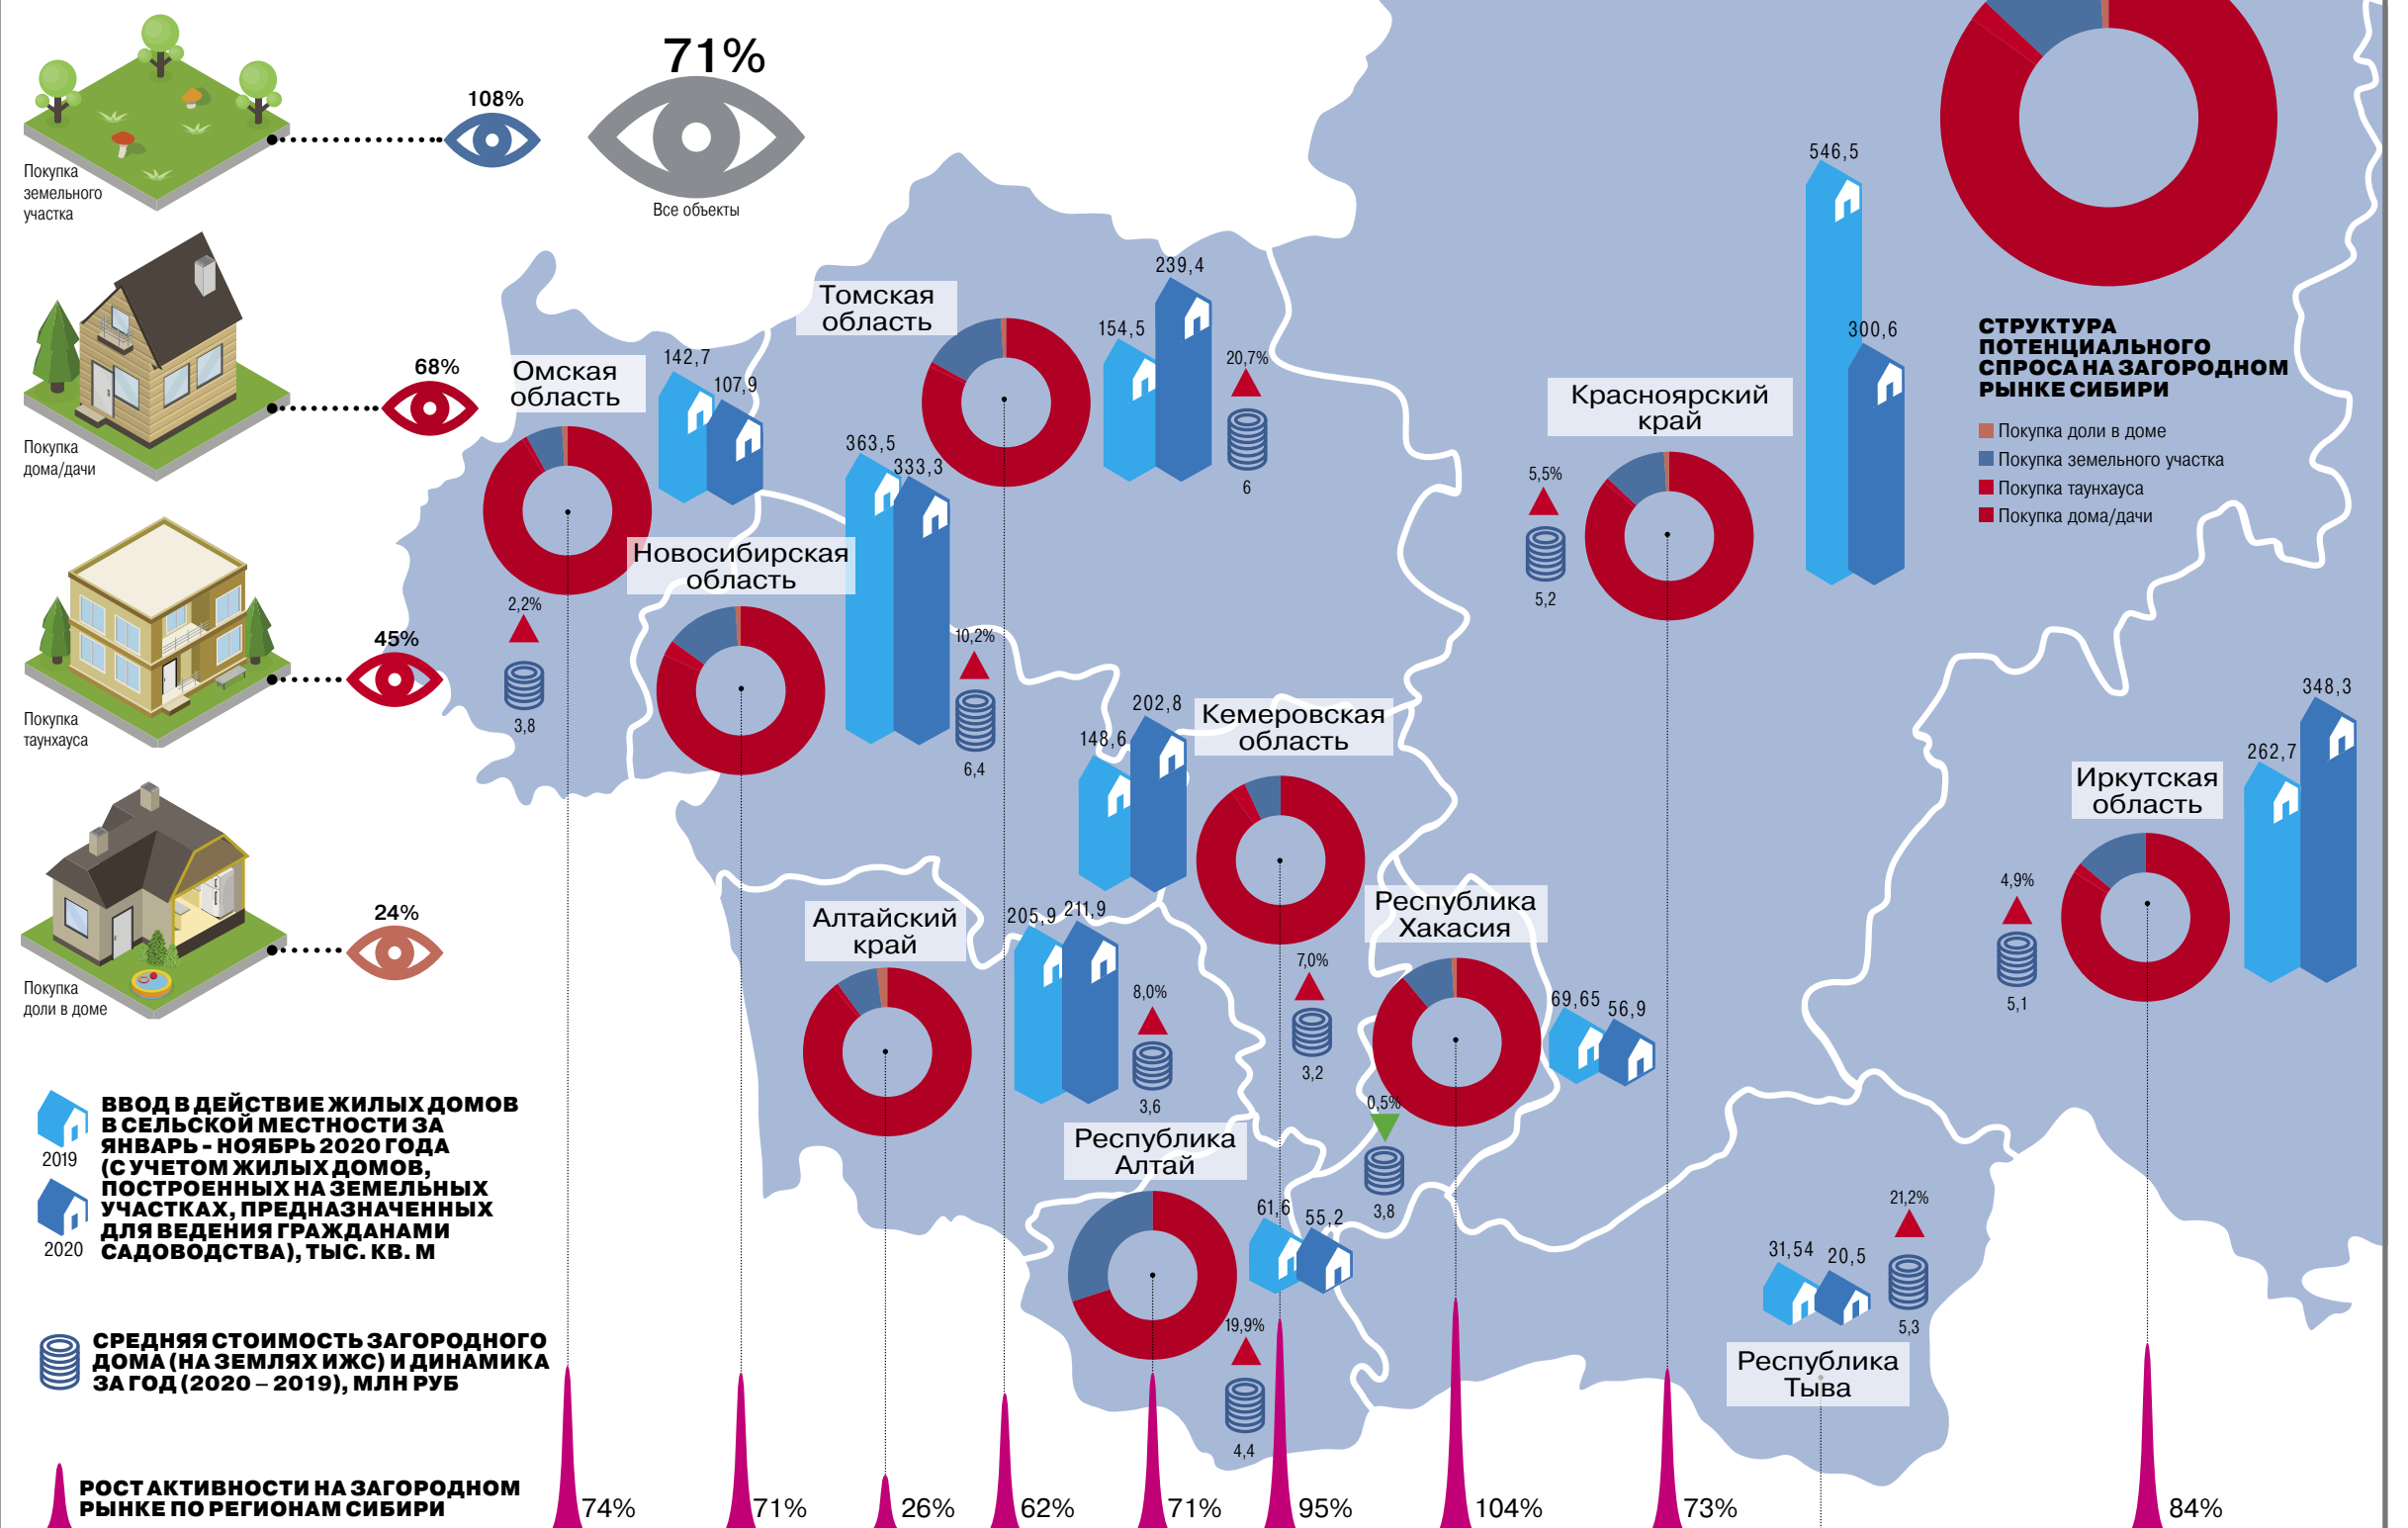 71%
108%
Все объекты
Покупка
земельного
участка
68%
Покупка
дома/дачи
45%
Покупка
таунхауса
24%
Покупка
доли в доме
Омская
область
142,7
107,9
2,2%
3,8
Новосибирская
область
363,5
333,3
10,2%
6,4
Томская
область
154,5
239,4
20,7%
6
Кемеровская
область
148,6
202,8
7,0%
3,2
Алтайский
край
205,9
211,9
8,0%
3,6
Республика
Алтай
61,6
55,2
19,9%
4,4
Республика
Хакасия
69,65
56,9
0,5%
3,8
Красноярский
край
546,5
300,6
5,5%
5,2
Республика
Тыва
31,54
20,5
21,2%
5,3
Иркутская
область
262,7
348,3
4,9%
5,1
СТРУКТУРА
ПОТЕНЦИАЛЬНОГО
СПРОСА НА ЗАГОРОДНОМ
РЫНКЕ СИБИРИ
Покупка доли в доме
Покупка земельного участка
Покупка таунхауса
Покупка дома/дачи
2019
2020
ВВОД В ДЕЙСТВИЕ ЖИЛЫХ ДОМОВ
В СЕЛЬСКОЙ МЕСТНОСТИ ЗА
ЯНВАРЬ - НОЯБРЬ 2020 ГОДА
(С УЧЕТОМ ЖИЛЫХ ДОМОВ,
ПОСТРОЕННЫХ НА ЗЕМЕЛЬНЫХ
УЧАСТКАХ, ПРЕДНАЗНАЧЕННЫХ
ДЛЯ ВЕДЕНИЯ ГРАЖДАНАМИ
САДОВОДСТВА), ТЫС. КВ. М
СРЕДНЯЯ СТОИМОСТЬ ЗАГОРОДНОГО
ДОМА (НА ЗЕМЛЯХ ИЖС) И ДИНАМИКА
ЗА ГОД (2020 – 2019), МЛН РУБ
РОСТ АКТИВНОСТИ НА ЗАГОРОДНОМ
РЫНКЕ ПО РЕГИОНАМ СИБИРИ
74%
71%
26%
62%
71%
95%
104%
73%
84%